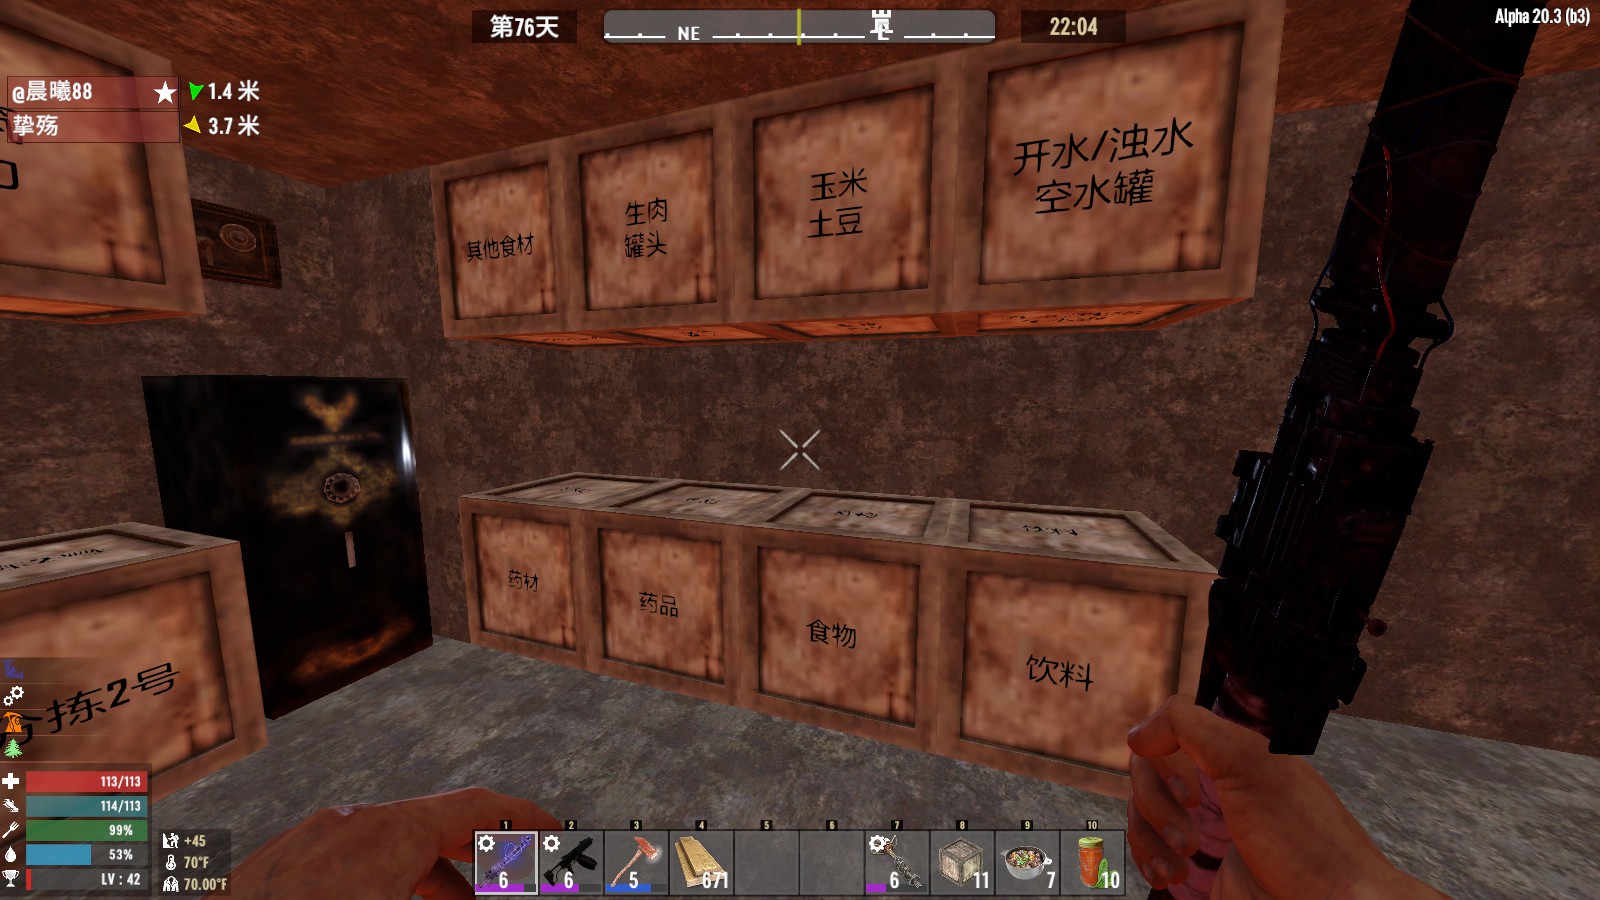 第76天
NE
E
22:04
Alpha 20.3 (b3)
@晨曦88
1.4 米
挚殇
3.7 米
其他食材
生肉
罐头
玉米
土豆
开水/浊水
空水罐
药材
药品
食物
饮料
饮料
分拣2号
113/113
114/113
99%
53%
LV : 42
+45
70°F
70.00°F
1
2
3
4
5
6
7
8
9
10
6
6
5
671
6
11
7
10